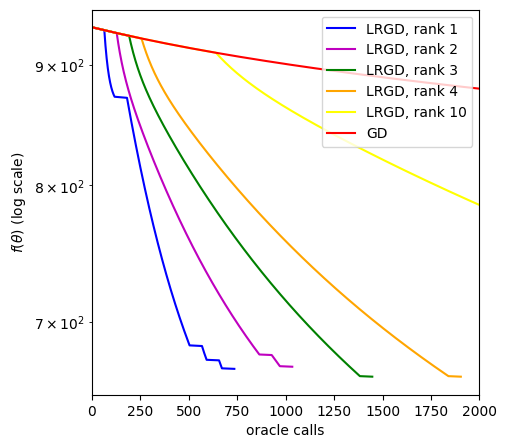 LRGD, rank 1
LRGD, rank 2
LRGD, rank 3
LRGD, rank 4
LRGD, rank 10
GD
9 × 10²
8 × 10²
7 × 10²
f(θ) (log scale)
0 250 500 750 1000 1250 1500 1750 2000
oracle calls